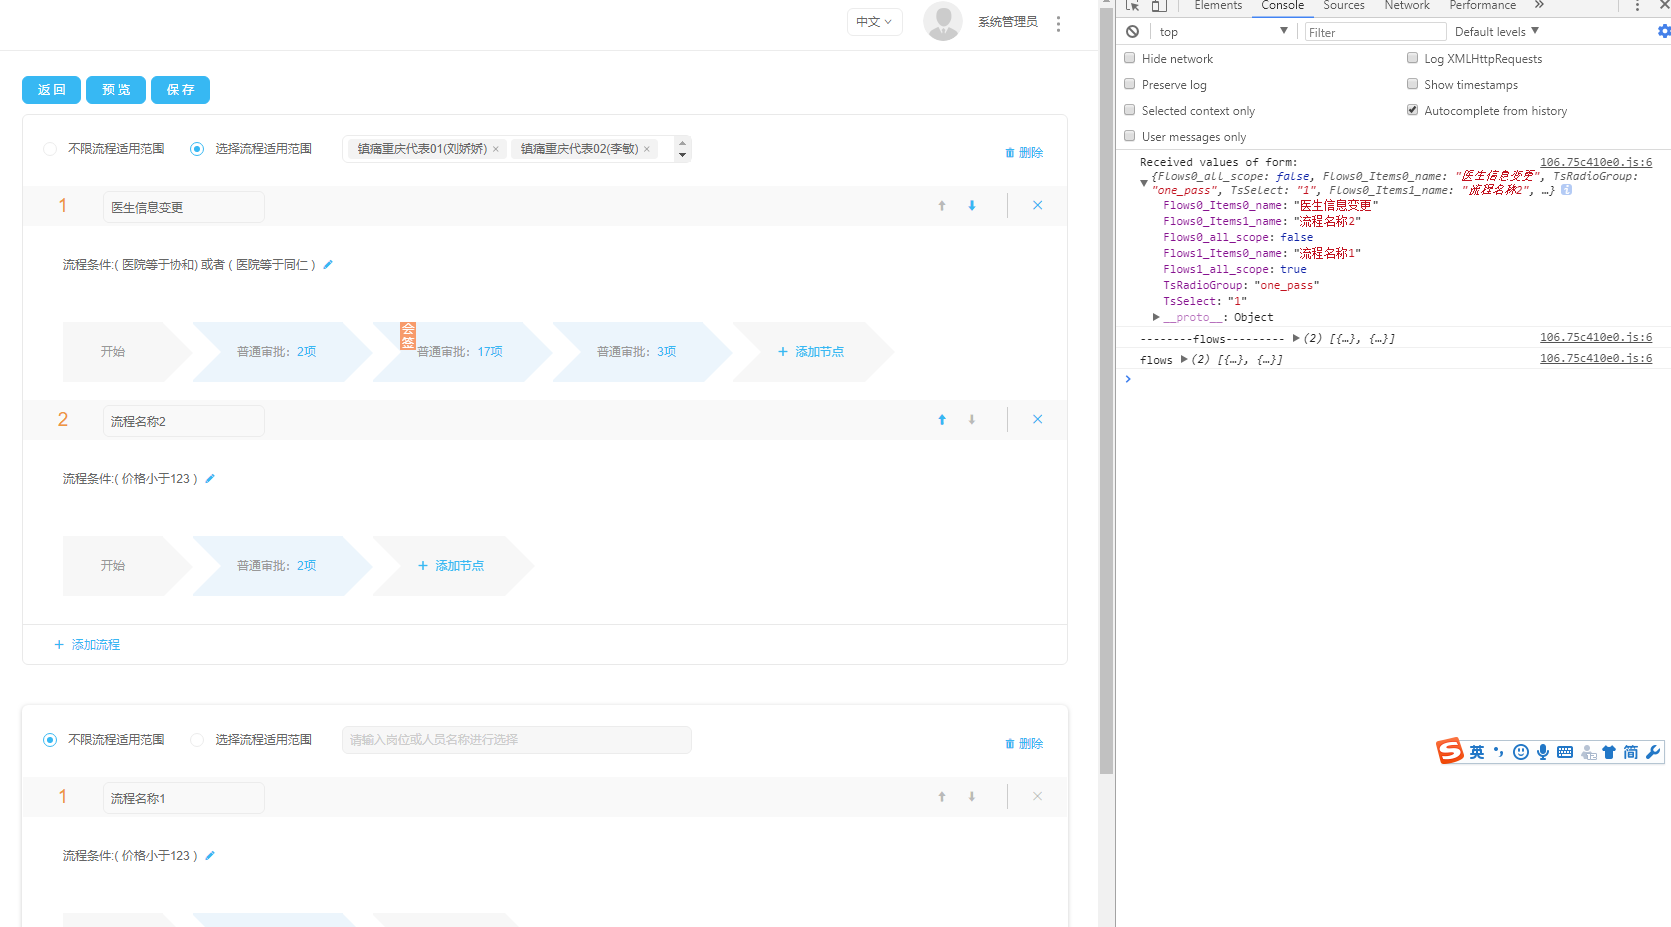 中文
系统管理员
返回 预览 保存
不限流程适用范围 选择流程适用范围 镇痛重庆代表01(刘娇娇) × 镇痛重庆代表02(李敏) × 删除
1 医生信息变更
流程条件:( 医院等于协和) 或者 ( 医院等于同仁 )
开始 普通审批：2项 会签 普通审批：17项 普通审批：3项 + 添加节点
2 流程名称2
流程条件:( 价格小于123 )
开始 普通审批：2项 + 添加节点
+ 添加流程
不限流程适用范围 选择流程适用范围 请输入岗位或人员名称进行选择 删除
1 流程名称1
流程条件:( 价格小于123 )
Elements Console Sources Network Performance »
top Filter Default levels
Hide network Log XMLHttpRequests
Preserve log Show timestamps
Selected context only Autocomplete from history
User messages only
Received values of form: 106.75c410e0.js:6
{Flows0_all_scope: false, Flows0_Items0_name: "医生信息变更", TsRadioGroup:
"one_pass", TsSelect: "1", Flows0_Items1_name: "流程名称2", …}
Flows0_Items0_name: "医生信息变更"
Flows0_Items1_name: "流程名称2"
Flows0_all_scope: false
Flows1_Items0_name: "流程名称1"
Flows1_all_scope: true
TsRadioGroup: "one_pass"
TsSelect: "1"
__proto__: Object
--------flows--------- (2) [{…}, {…}] 106.75c410e0.js:6
flows (2) [{…}, {…}] 106.75c410e0.js:6
英 简